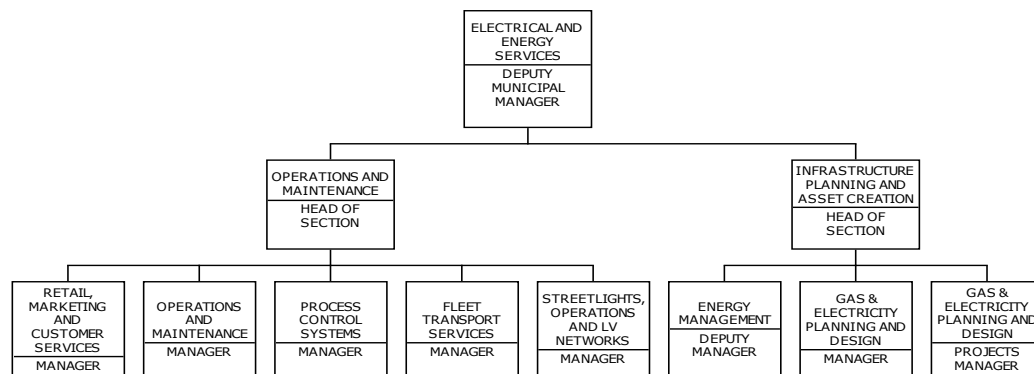 ELECTRICAL AND
ENERGY
SERVICES
DEPUTY
MUNICIPAL
MANAGER
OPERATIONS AND
MAINTENANCE
HEAD OF
SECTION
INFRASTRUCTURE
PLANNING AND
ASSET CREATION
HEAD OF
SECTION
RETAIL,
MARKETING
AND
CUSTOMER
SERVICES
MANAGER
OPERATIONS
AND
MAINTENANCE
MANAGER
PROCESS
CONTROL
SYSTEMS
MANAGER
FLEET
TRANSPORT
SERVICES
MANAGER
STREETLIGHTS,
OPERATIONS
AND LV
NETWORKS
MANAGER
ENERGY
MANAGEMENT
DEPUTY
MANAGER
GAS &
ELECTRICITY
PLANNING AND
DESIGN
MANAGER
GAS &
ELECTRICITY
PLANNING AND
DESIGN
PROJECTS
MANAGER